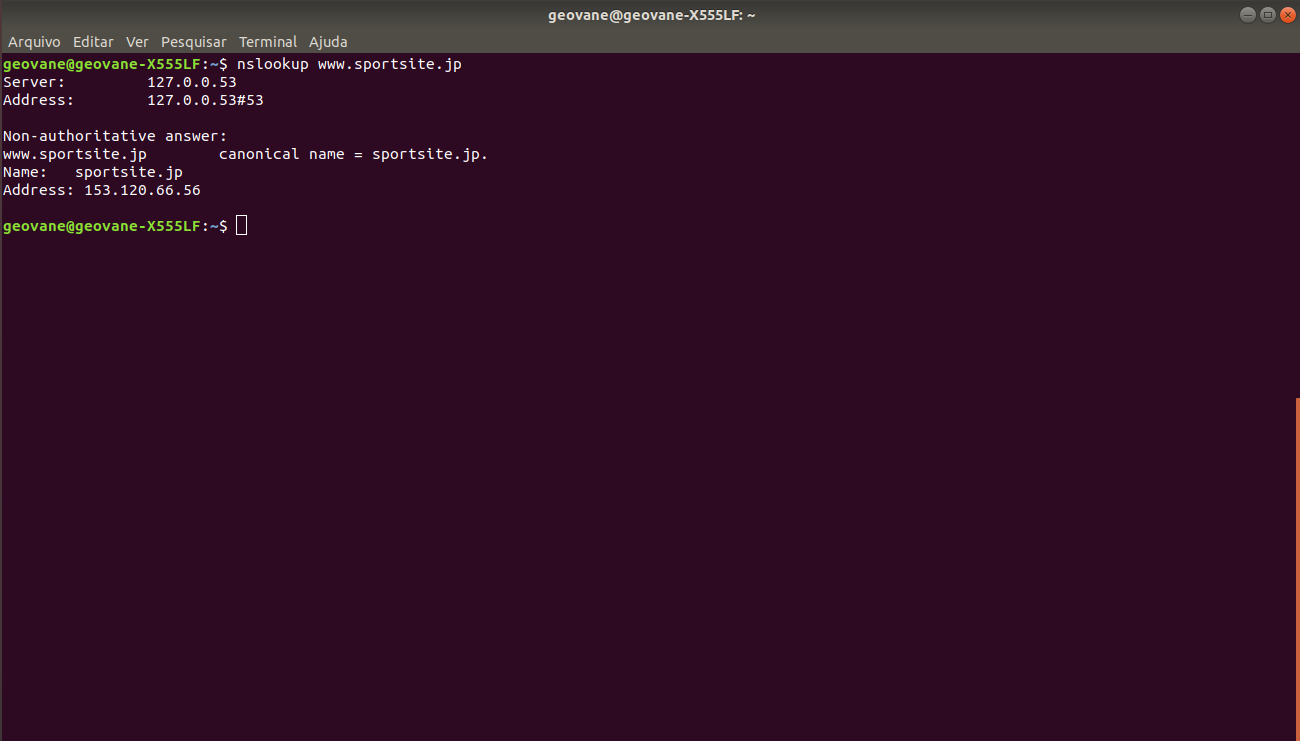 geovane@geovane-X555LF: ~
Arquivo Editar Ver Pesquisar Terminal Ajuda
geovane@geovane-X555LF:~$ nslookup www.sportsite.jp
Server:         127.0.0.53
Address:        127.0.0.53#53
Non-authoritative answer:
www.sportsite.jp        canonical name = sportsite.jp.
Name:   sportsite.jp
Address: 153.120.66.56
geovane@geovane-X555LF:~$